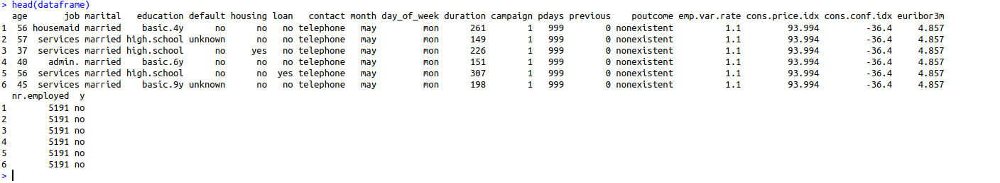 > head(dataframe)
  age       job marital   education default housing loan   contact month day_of_week duration campaign pdays previous    poutcome emp.var.rate cons.price.idx cons.conf.idx euribor3m
1  56 housemaid married    basic.4y      no      no   no telephone   may         mon      261        1   999        0 nonexistent          1.1         93.994         -36.4     4.857
2  57  services married high.school unknown      no   no telephone   may         mon      149        1   999        0 nonexistent          1.1         93.994         -36.4     4.857
3  37  services married high.school      no     yes   no telephone   may         mon      226        1   999        0 nonexistent          1.1         93.994         -36.4     4.857
4  40    admin. married    basic.6y      no      no   no telephone   may         mon      151        1   999        0 nonexistent          1.1         93.994         -36.4     4.857
5  56  services married high.school      no      no  yes telephone   may         mon      307        1   999        0 nonexistent          1.1         93.994         -36.4     4.857
6  45  services married    basic.9y unknown      no   no telephone   may         mon      198        1   999        0 nonexistent          1.1         93.994         -36.4     4.857
  nr.employed  y
1        5191 no
2        5191 no
3        5191 no
4        5191 no
5        5191 no
6        5191 no
>